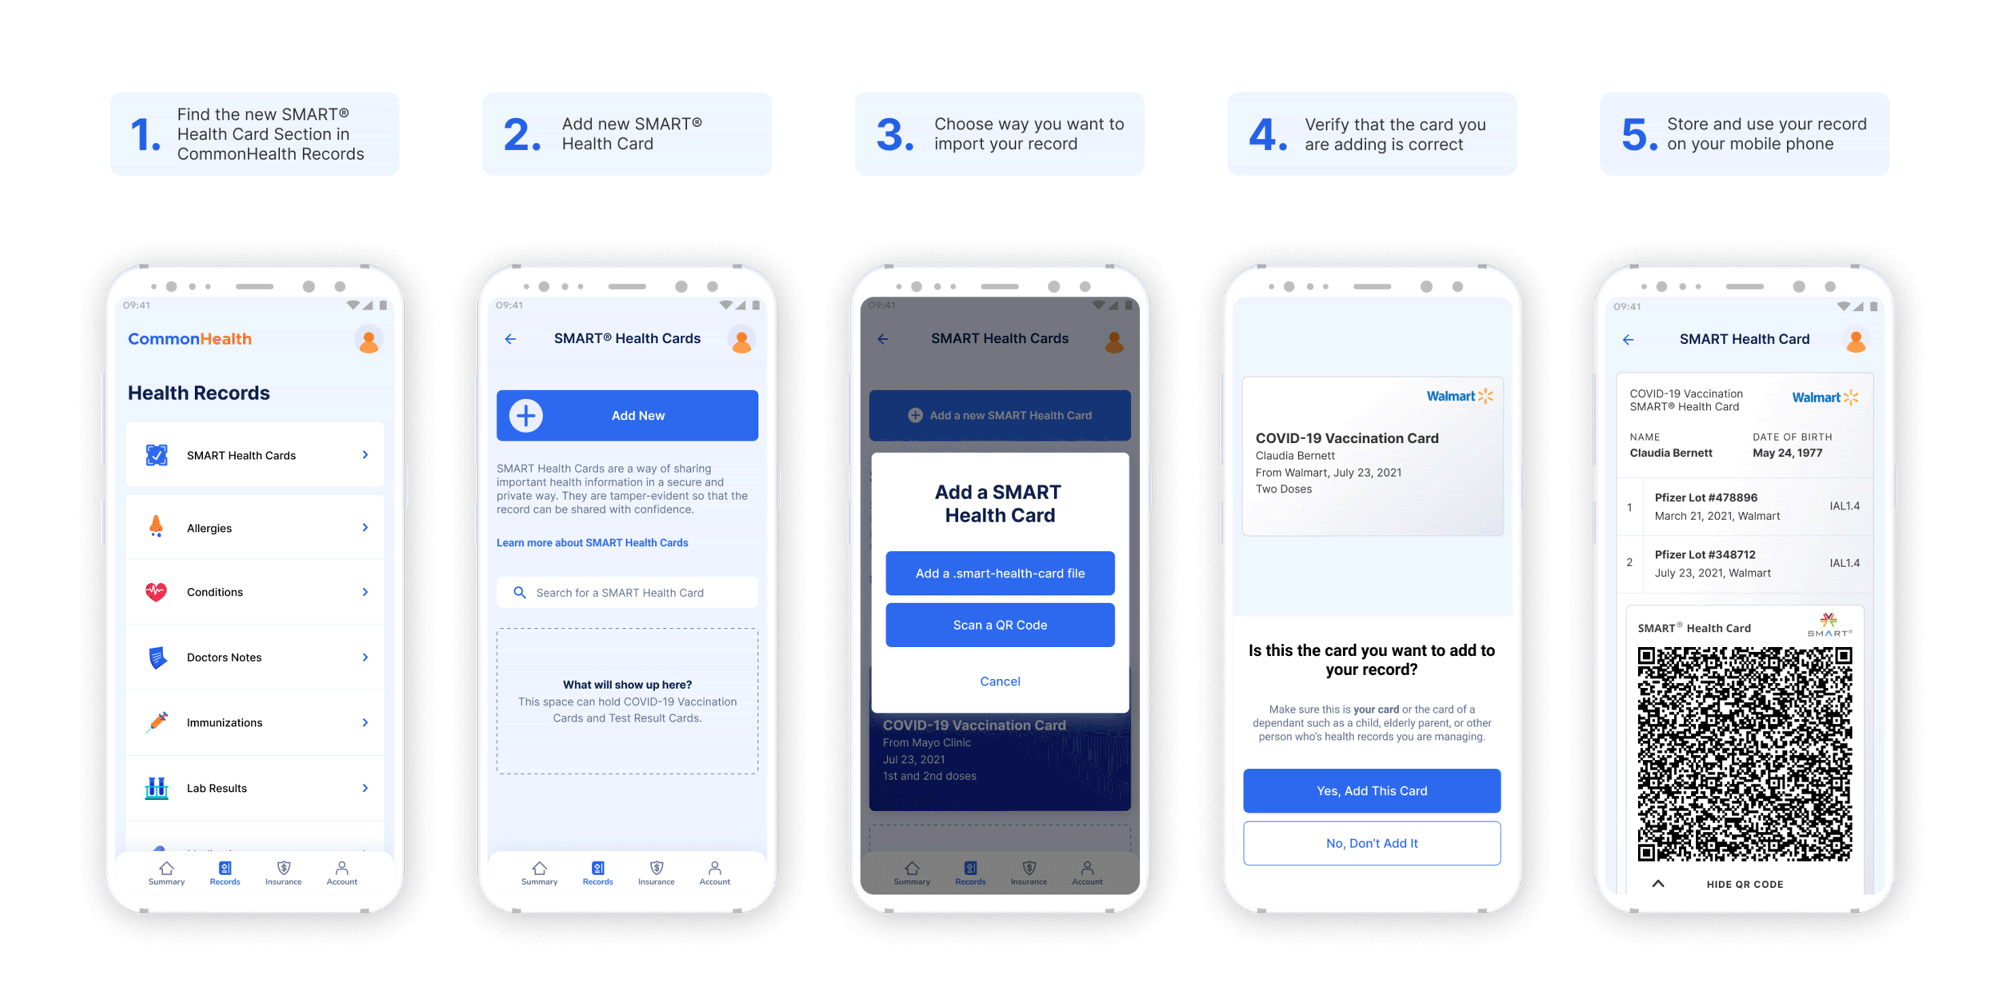 1.
Find the new SMART®
Health Card Section in
CommonHealth Records
2.
Add new SMART®
Health Card
3.
Choose way you want to
import your record
4.
Verify that the card you
are adding is correct
5.
Store and use your record
on your mobile phone
09:41
CommonHealth
Health Records
SMART Health Cards
Allergies
Conditions
Doctors Notes
Immunizations
Lab Results
Summary Records Insurance Account
09:41
SMART® Health Cards
Add New
SMART Health Cards are a way of sharing
important health information in a secure and
private way. They are tamper-evident so that the
record can be shared with confidence.
Learn more about SMART Health Cards
Search for a SMART Health Card
What will show up here?
This space can hold COVID-19 Vaccination
Cards and Test Result Cards.
Summary Records Insurance Account
09:41
SMART Health Cards
Add a new SMART Health Card
Add a SMART
Health Card
Add a .smart-health-card file
Scan a QR Code
Cancel
COVID-19 Vaccination Card
From Mayo Clinic
Jul 23, 2021
1st and 2nd doses
Summary Records Insurance Account
Walmart
COVID-19 Vaccination Card
Claudia Bernett
From Walmart, July 23, 2021
Two Doses
Is this the card you want to add to
your record?
Make sure this is your card or the card of a
dependant such as a child, elderly parent, or other
person who's health records you are managing.
Yes, Add This Card
No, Don't Add It
09:41
SMART Health Card
COVID-19 Vaccination
SMART® Health Card
Walmart
NAME DATE OF BIRTH
Claudia Bernett May 24, 1977
1 Pfizer Lot #478896 IAL1.4
March 21, 2021, Walmart
2 Pfizer Lot #348712 IAL1.4
July 23, 2021, Walmart
SMART® Health Card
SMART®
HIDE QR CODE